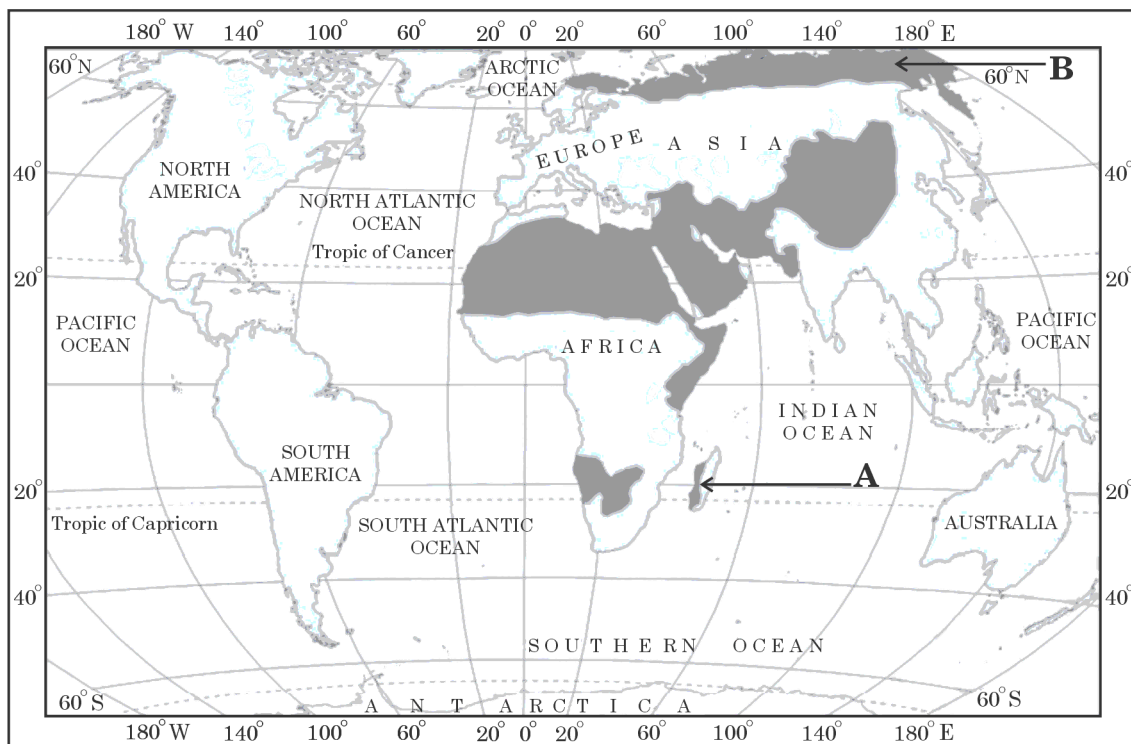 180° W 140° 100° 60° 20° 0° 20° 60° 100° 140° 180° E
60°N
ARCTIC
OCEAN
60°N
B
EUROPE
ASIA
NORTH
AMERICA
40°
40°
NORTH ATLANTIC
OCEAN
Tropic of Cancer
20°
20°
PACIFIC
OCEAN
AFRICA
PACIFIC
OCEAN
INDIAN
OCEAN
SOUTH
AMERICA
A
20°
20°
Tropic of Capricorn
SOUTH ATLANTIC
OCEAN
AUSTRALIA
40°
40°
SOUTHERN OCEAN
60°S
60°S
ANTARCTICA
180° W 140° 100° 60° 20° 0° 20° 60° 100° 140° 180° E